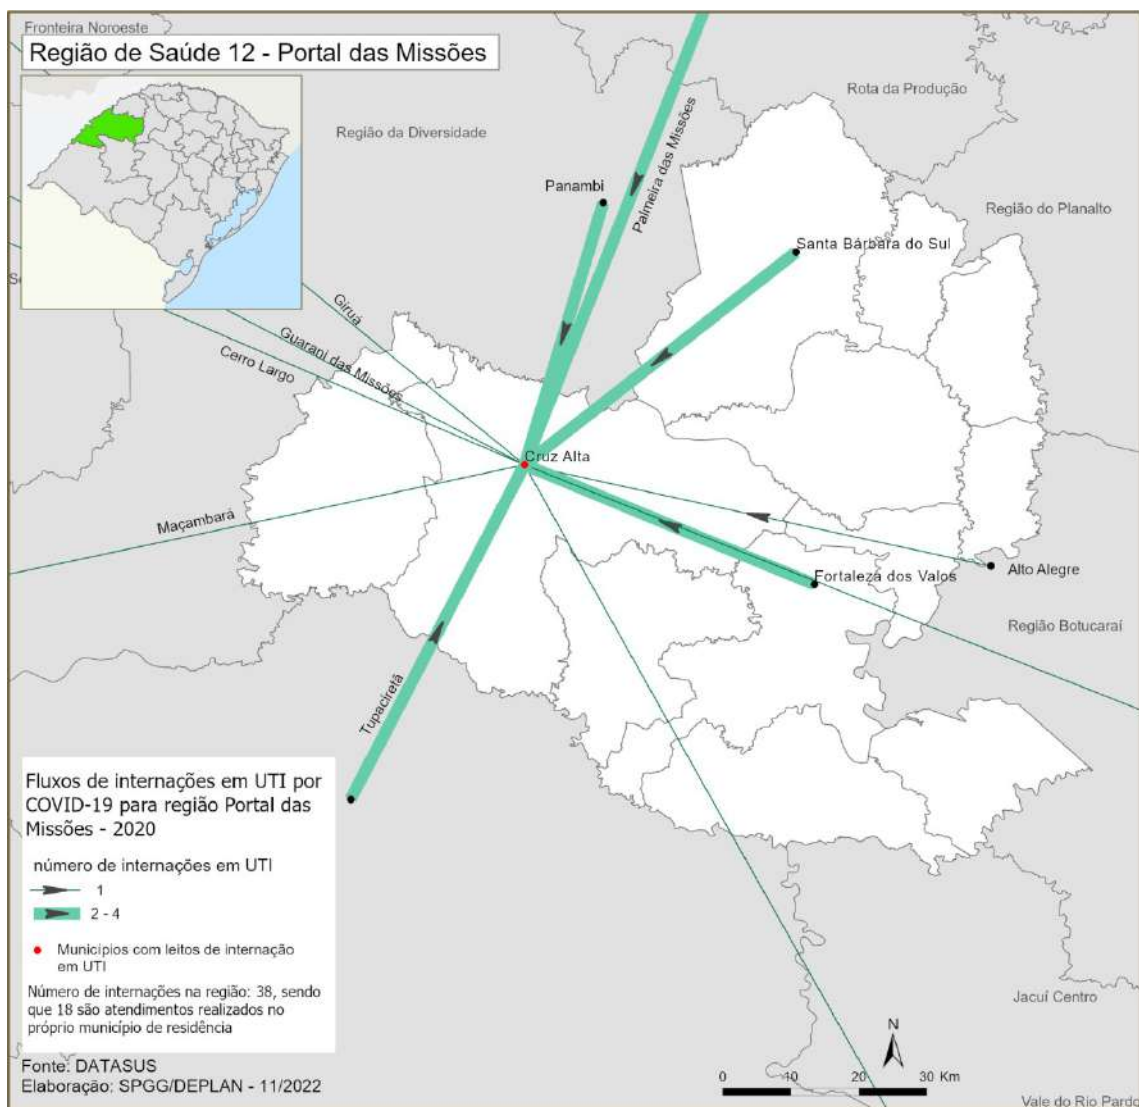 Fronteira Noroeste
Região de Saúde 12 - Portal das Missões
Rota da Produção
Região da Diversidade
Palmeira das Missões
Panambi
Região do Planalto
Santa Bárbara do Sul
Giruá
Guarani das Missões
Cerro Largo
Cruz Alta
Maçambará
Alto Alegre
Fortaleza dos Valos
Região Botucaraí
Tupaciretã
Fluxos de internações em UTI por
COVID-19 para região Portal das
Missões - 2020
número de internações em UTI
1
2 - 4
Municípios com leitos de internação
em UTI
Número de internações na região: 38, sendo
que 18 são atendimentos realizados no
próprio município de residência
Jacuí Centro
N
Fonte: DATASUS
Elaboração: SPGG/DEPLAN - 11/2022
0 40 20 30 Km
Vale do Rio Pardo